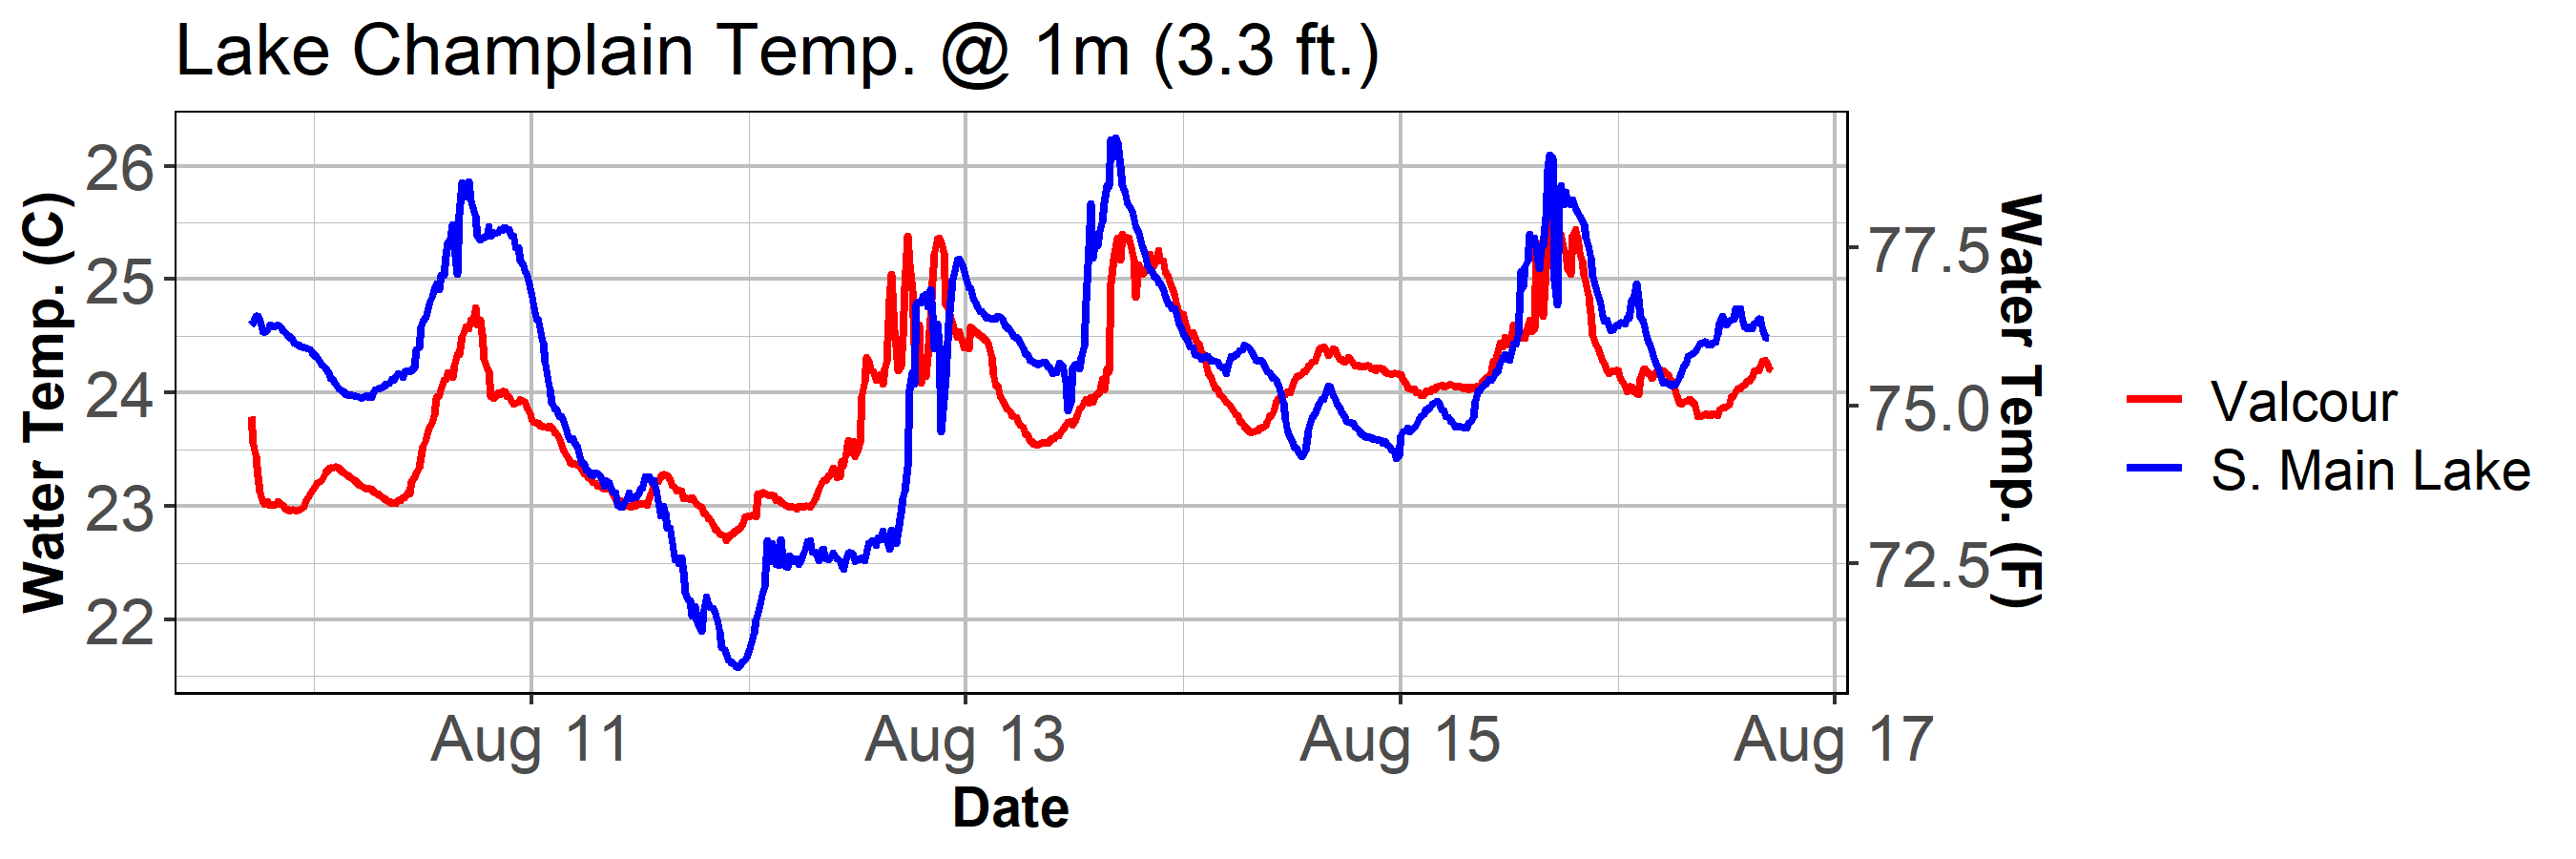 Lake Champlain Temp. @ 1m (3.3 ft.)
Water Temp. (C)
26
25
24
23
22
77.5
75.0
72.5
Water Temp. (F)
Aug 11
Aug 13
Aug 15
Aug 17
Date
Valcour
S. Main Lake